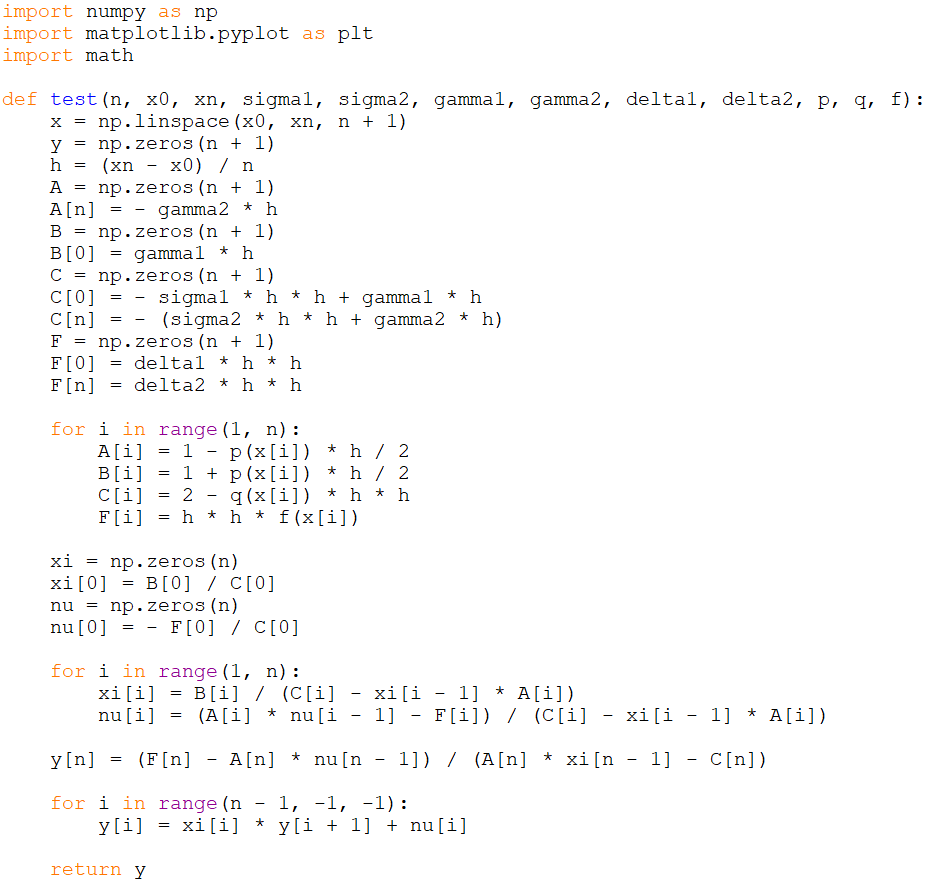 import numpy as np
import matplotlib.pyplot as plt
import math

def test(n, x0, xn, sigma1, sigma2, gamma1, gamma2, delta1, delta2, p, q, f):
    x = np.linspace(x0, xn, n + 1)
    y = np.zeros(n + 1)
    h = (xn - x0) / n
    A = np.zeros(n + 1)
    A[n] = - gamma2 * h
    B = np.zeros(n + 1)
    B[0] = gamma1 * h
    C = np.zeros(n + 1)
    C[0] = - sigma1 * h * h + gamma1 * h
    C[n] = - (sigma2 * h * h + gamma2 * h)
    F = np.zeros(n + 1)
    F[0] = delta1 * h * h
    F[n] = delta2 * h * h

    for i in range(1, n):
        A[i] = 1 - p(x[i]) * h / 2
        B[i] = 1 + p(x[i]) * h / 2
        C[i] = 2 - q(x[i]) * h * h
        F[i] = h * h * f(x[i])

    xi = np.zeros(n)
    xi[0] = B[0] / C[0]
    nu = np.zeros(n)
    nu[0] = - F[0] / C[0]

    for i in range(1, n):
        xi[i] = B[i] / (C[i] - xi[i - 1] * A[i])
        nu[i] = (A[i] * nu[i - 1] - F[i]) / (C[i] - xi[i - 1] * A[i])

    y[n] = (F[n] - A[n] * nu[n - 1]) / (A[n] * xi[n - 1] - C[n])

    for i in range(n - 1, -1, -1):
        y[i] = xi[i] * y[i + 1] + nu[i]

    return y